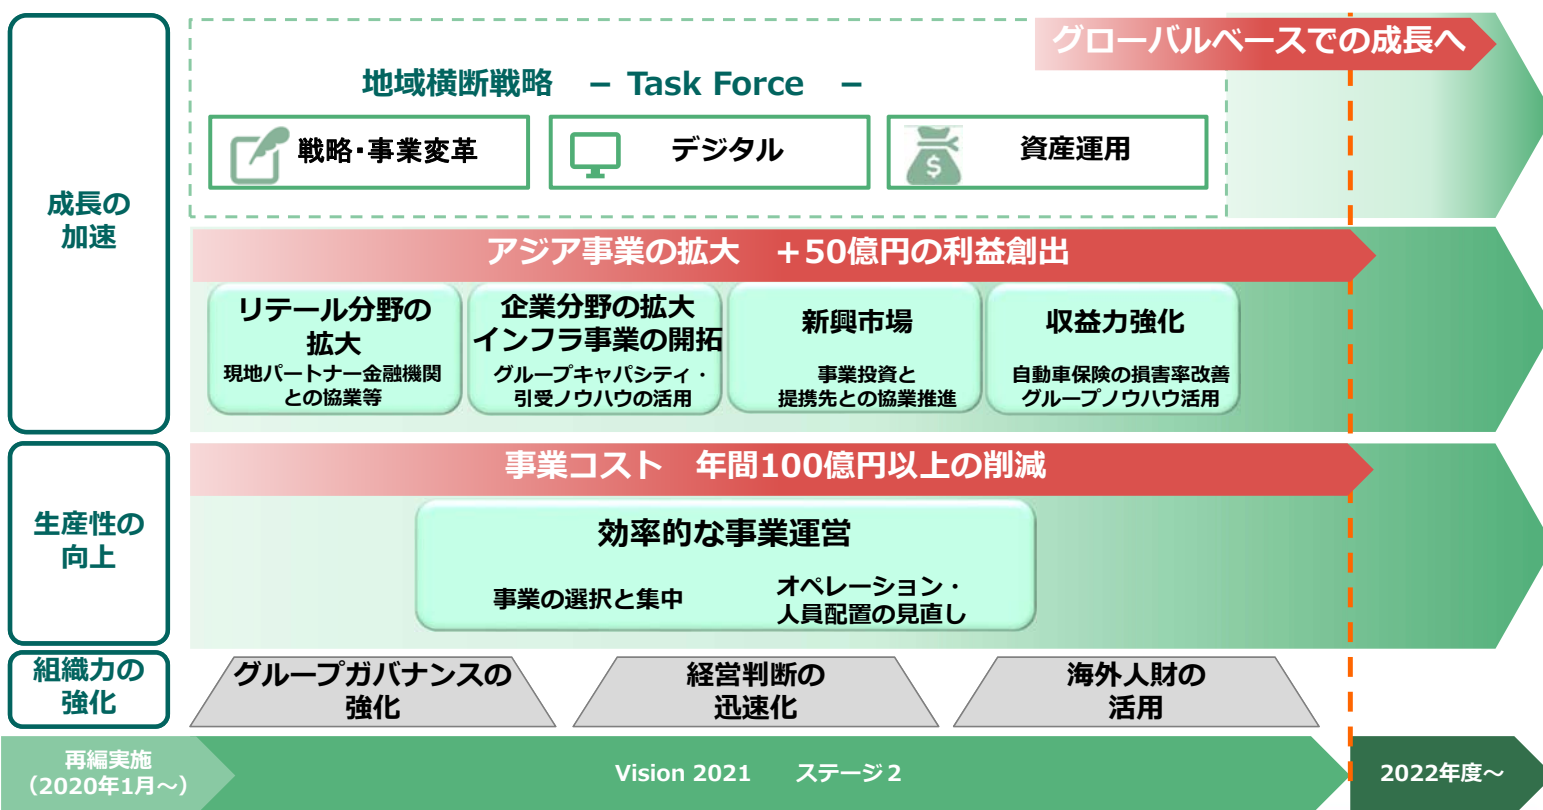 グローバルベースでの成長へ
地域横断戦略　– Task Force　–
戦略・事業変革
デジタル
資産運用
成長の
加速
アジア事業の拡大　+50億円の利益創出
リテール分野の
拡大
現地パートナー金融機関
との協業等
企業分野の拡大
インフラ事業の開拓
グループキャパシティ・
引受ノウハウの活用
新興市場
事業投資と
提携先との協業推進
収益力強化
自動車保険の損害率改善
グループノウハウ活用
生産性の
向上
事業コスト　年間100億円以上の削減
効率的な事業運営
事業の選択と集中
オペレーション・
人員配置の見直し
組織力の
強化
グループガバナンスの
強化
経営判断の
迅速化
海外人財の
活用
再編実施
（2020年1月～）
Vision 2021　ステージ２
2022年度～